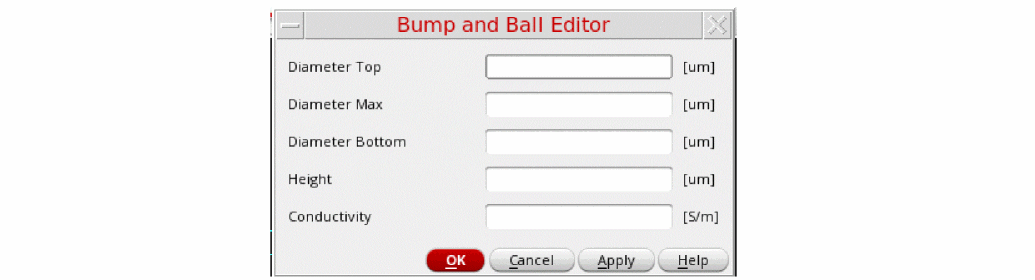 Bump and Ball Editor
Diameter Top [um]
Diameter Max [um]
Diameter Bottom [um]
Height [um]
Conductivity [S/m]
OK Cancel Apply Help